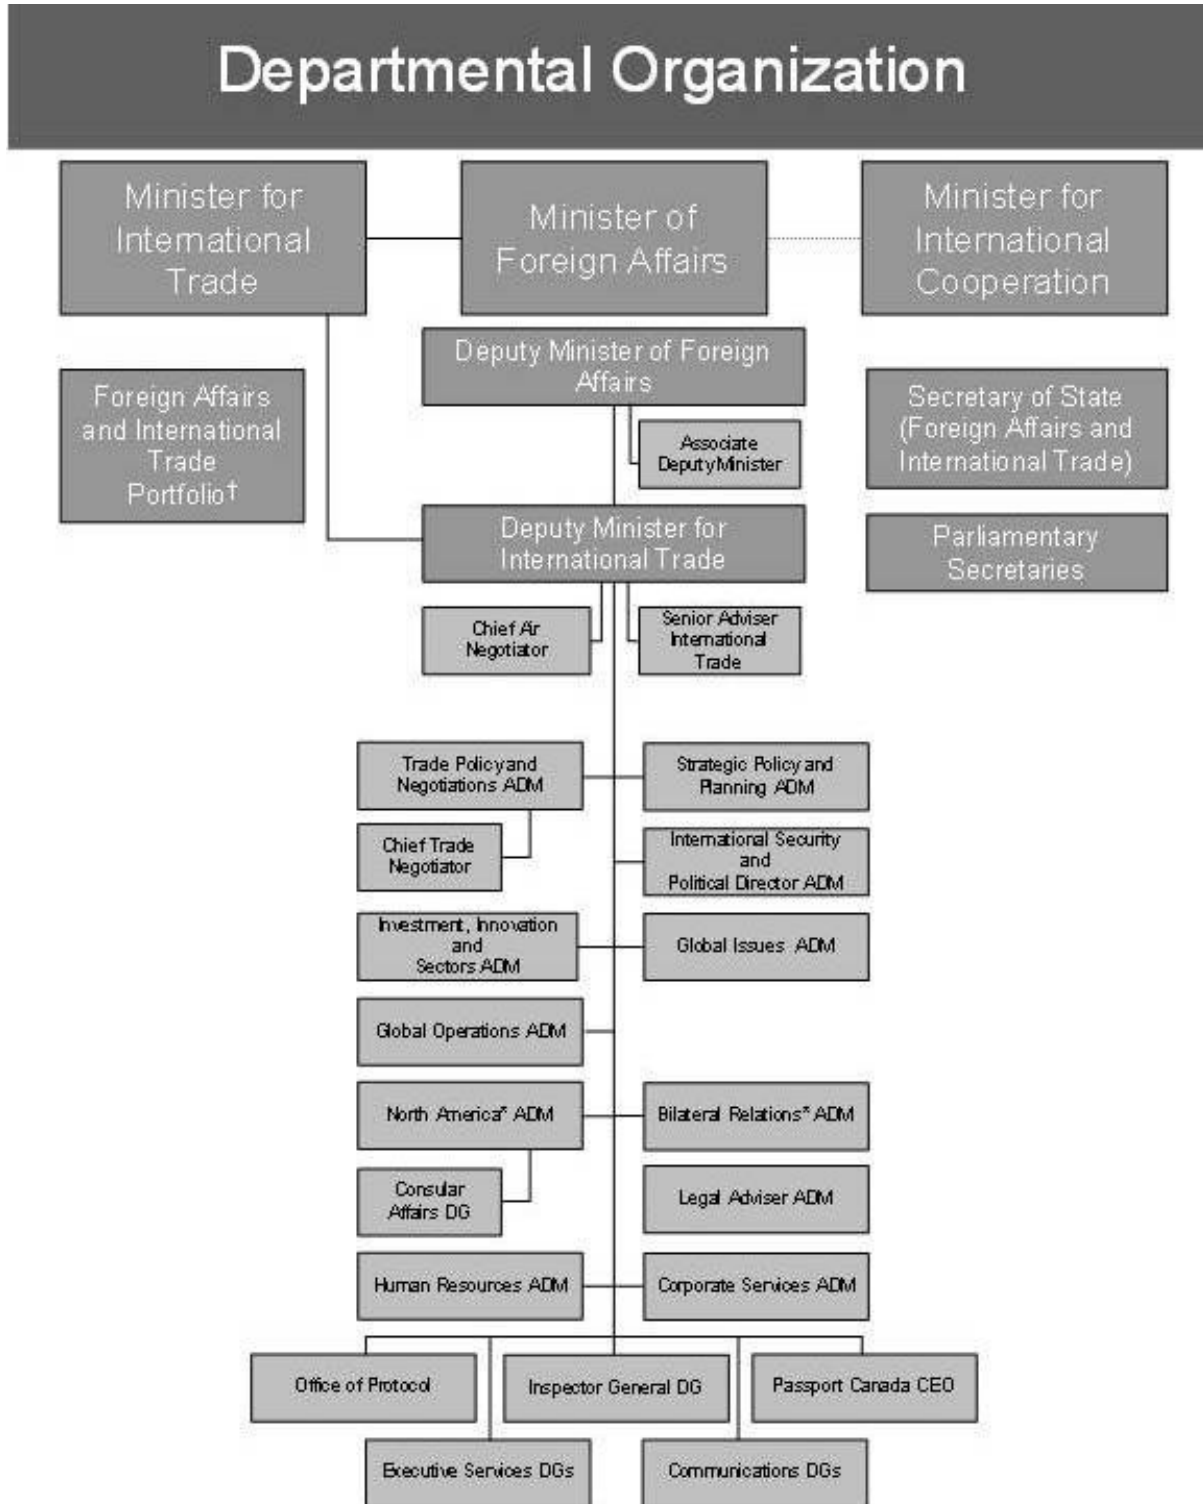 Departmental Organization
Minister for
International
Trade
Minister of
Foreign Affairs
Minister for
International
Cooperation
Deputy Minister of Foreign
Affairs
Foreign Affairs
and International
Trade
Portfolio†
Secretary of State
(Foreign Affairs and
International Trade)
Associate
Deputy Minister
Deputy Minister for
International Trade
Parliamentary
Secretaries
Chief Air
Negotiator
Senior Adviser
International
Trade
Trade Policy and
Negotiations ADM
Strategic Policy and
Planning ADM
Chief Trade
Negotiator
International Security
and
Political Director ADM
Investment, Innovation
and
Sectors ADM
Global Issues ADM
Global Operations ADM
North America* ADM
Bilateral Relations* ADM
Consular
Affairs DG
Legal Adviser ADM
Human Resources ADM
Corporate Services ADM
Office of Protocol
Inspector General DG
Passport Canada CEO
Executive Services DGs
Communications DGs